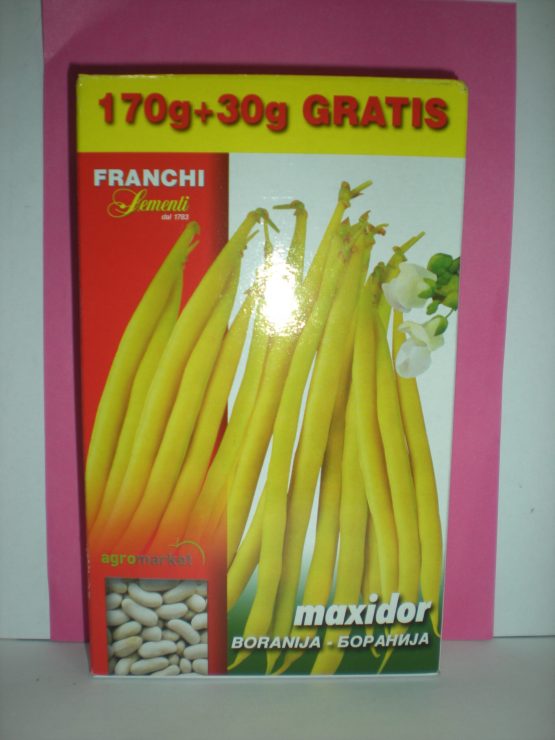 170g+30g GRATIS
FRANCHI
Sementi
dal 1783
agromarket
maxidor
BORANIJA - БОРАНИЈА